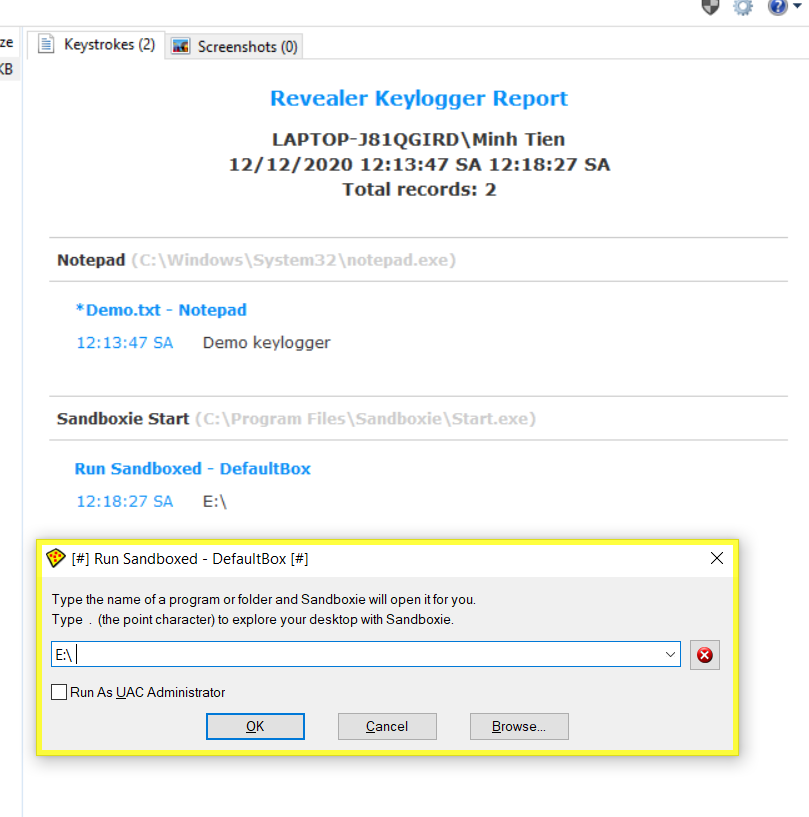 ze
KB
Keystrokes (2)
Screenshots (0)
Revealer Keylogger Report
LAPTOP-J81QGIRD\Minh Tien
12/12/2020 12:13:47 SA 12:18:27 SA
Total records: 2
Notepad (C:\Windows\System32\notepad.exe)
*Demo.txt - Notepad
12:13:47 SA Demo keylogger
Sandboxie Start (C:\Program Files\Sandboxie\Start.exe)
Run Sandboxed - DefaultBox
12:18:27 SA E:\
[#] Run Sandboxed - DefaultBox [#]
Type the name of a program or folder and Sandboxie will open it for you.
Type . (the point character) to explore your desktop with Sandboxie.
E:\
Run As UAC Administrator
OK
Cancel
Browse...